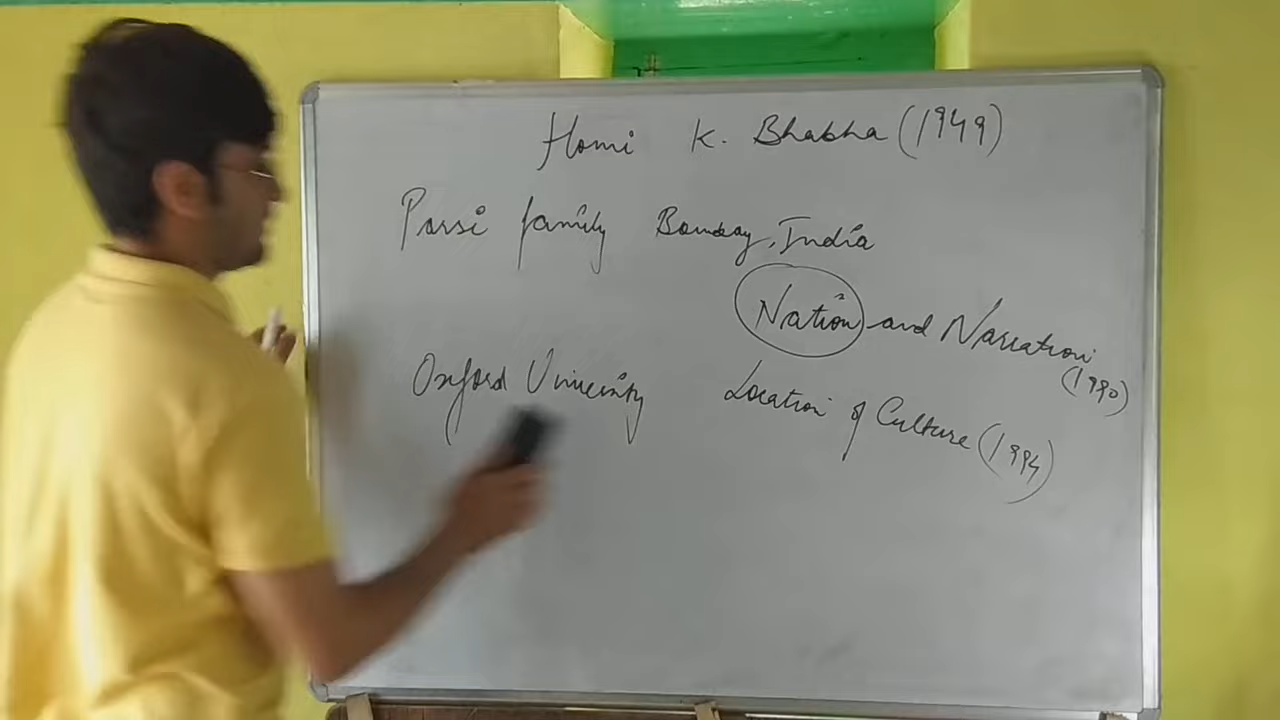 Homi K. Bhabha (1949)
Parsi family Bombay, India
Nation and Narration
(1990)
Oxford University
Location of Culture (1994)